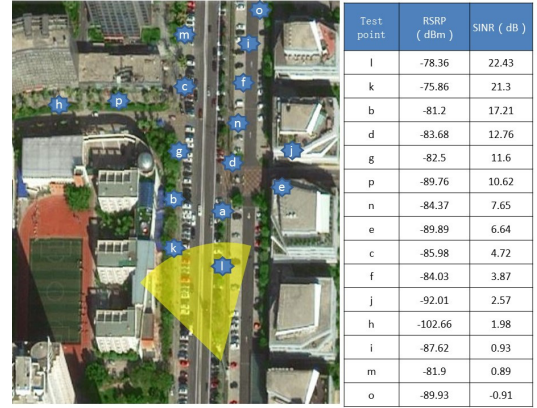 o
m
i
f
c
h
p
n
g
j
d
e
b
a
k
l
Test point RSRP ( dBm ) SINR ( dB )
l -78.36 22.43
k -75.86 21.3
b -81.2 17.21
d -83.68 12.76
g -82.5 11.6
p -89.76 10.62
n -84.37 7.65
e -89.89 6.64
c -85.98 4.72
f -84.03 3.87
j -92.01 2.57
h -102.66 1.98
i -87.62 0.93
m -81.9 0.89
o -89.93 -0.91